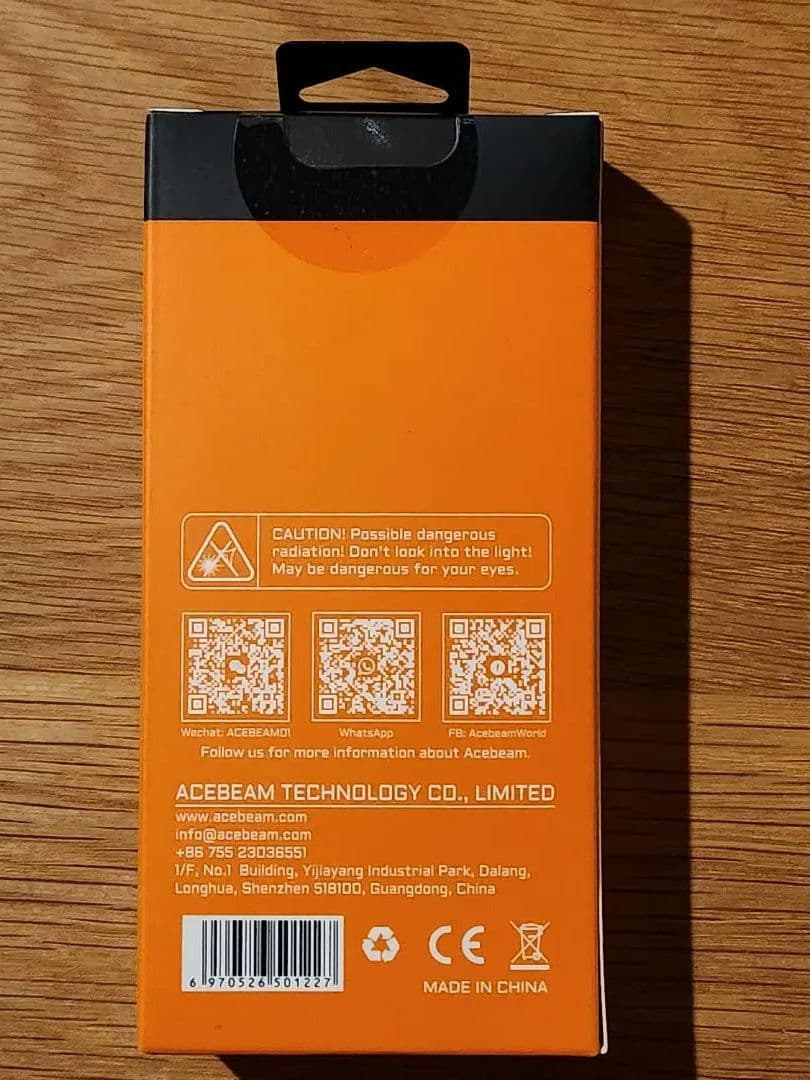 CAUTION! Possible dangerous
radiation! Don't look into the light!
May be dangerous for your eyes.
Wechat: ACEBEAM01 WhatsApp FB: AcebeamWorld
Follow us for more information about Acebeam.
ACEBEAM TECHNOLOGY CO., LIMITED
www.acebeam.com
info@acebeam.com
+86 755 23036551
1/F, No.1 Building, Yijiayang Industrial Park, Dalang,
Longhua, Shenzhen 518100, Guangdong, China
CE
6 970526 501227
MADE IN CHINA